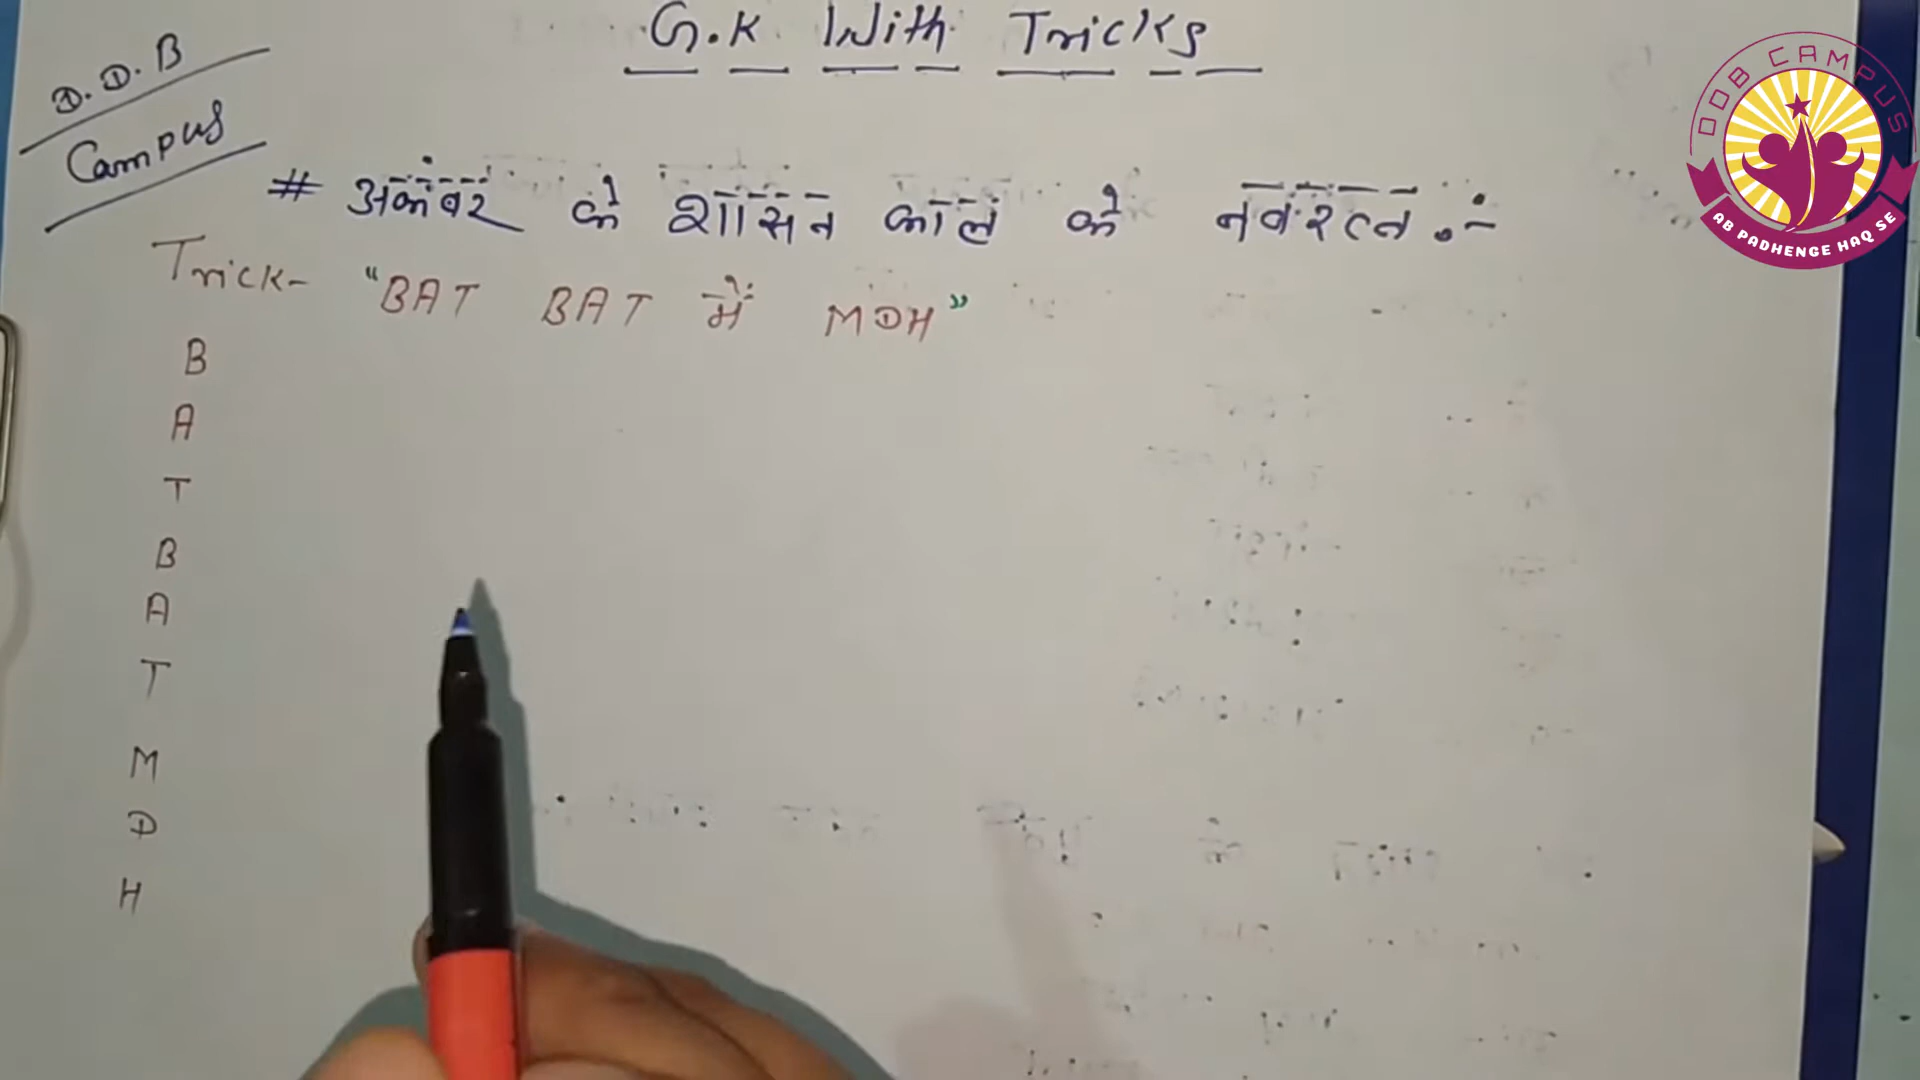 G.K With Tricks
D.D.B
Campus
# अकबर के शासन काल के नवरत्न :-
Trick- "BAT BAT में MDH"
B
A
T
B
A
T
M
D
H
DDB CAMPUS
AB PADHENGE HAQ SE